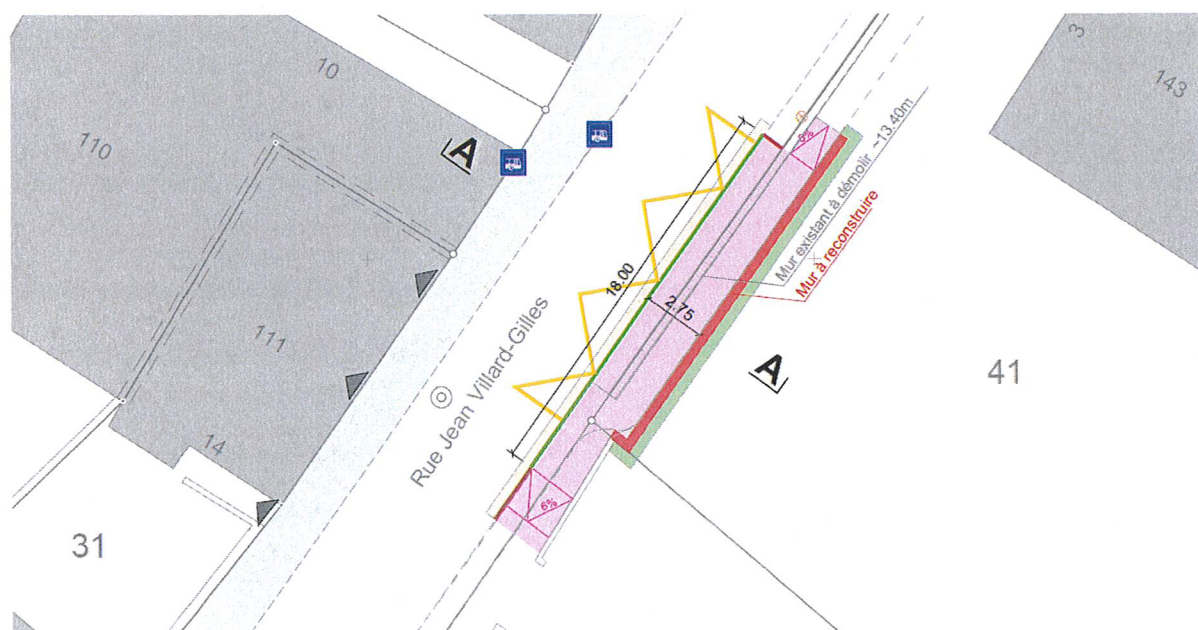 10
3
143
110
A
6%
Mur existant à démolir ~13.40m
Mur à reconstruire
18.00
2.75
Rue Jean Villard-Gilles
111
A
41
14
6%
31